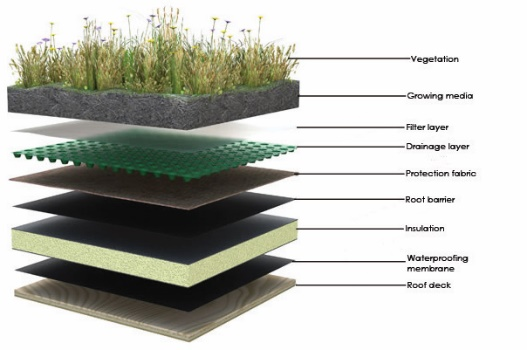 Vegetation
Growing media
Filter layer
Drainage layer
Protection fabric
Root barrier
Insulation
Waterproofing
membrane
Roof deck